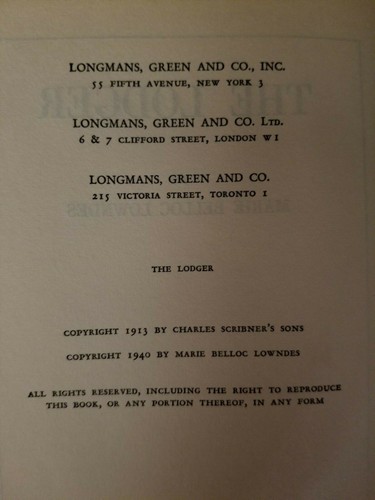 LONGMANS, GREEN AND CO., INC.
55 FIFTH AVENUE, NEW YORK 3
LONGMANS, GREEN AND CO. LTD.
6 & 7 CLIFFORD STREET, LONDON W I
LONGMANS, GREEN AND CO.
215 VICTORIA STREET, TORONTO I
THE LODGER
COPYRIGHT 1913 BY CHARLES SCRIBNER'S SONS
COPYRIGHT 1940 BY MARIE BELLOC LOWNDES
ALL RIGHTS RESERVED, INCLUDING THE RIGHT TO REPRODUCE
THIS BOOK, OR ANY PORTION THEREOF, IN ANY FORM